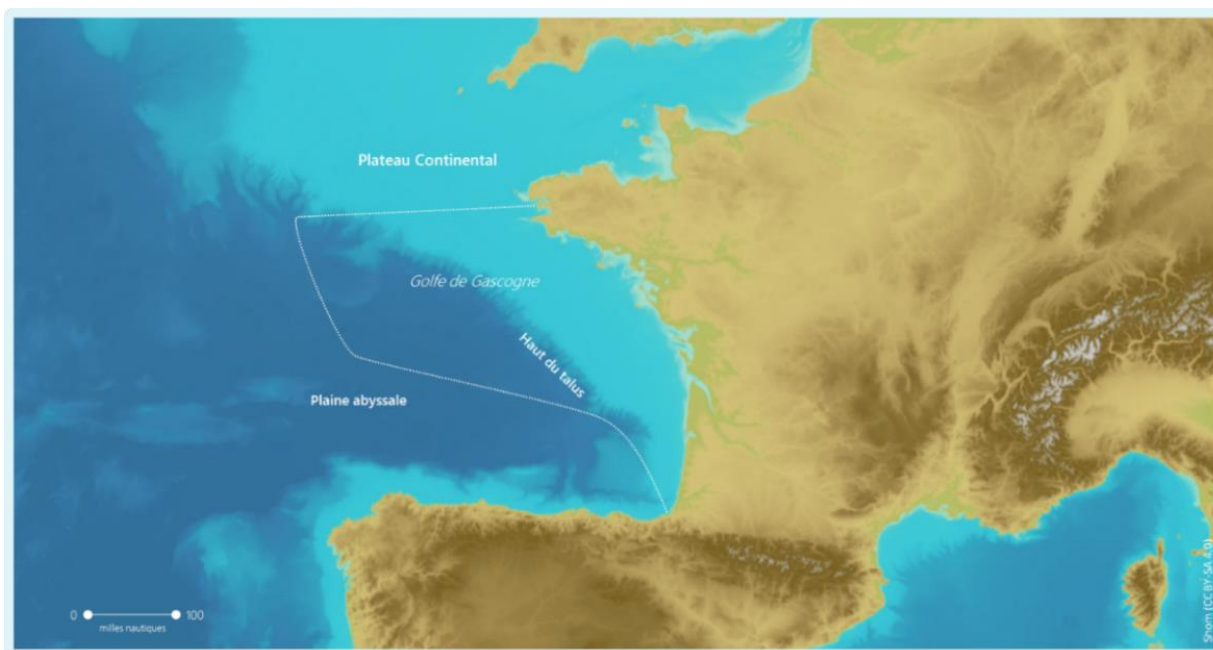 Plateau Continental
Golfe de Gascogne
Haut du talus
Plaine abyssale
0 100
milles nautiques
Shom (CC BY-SA 4.0)